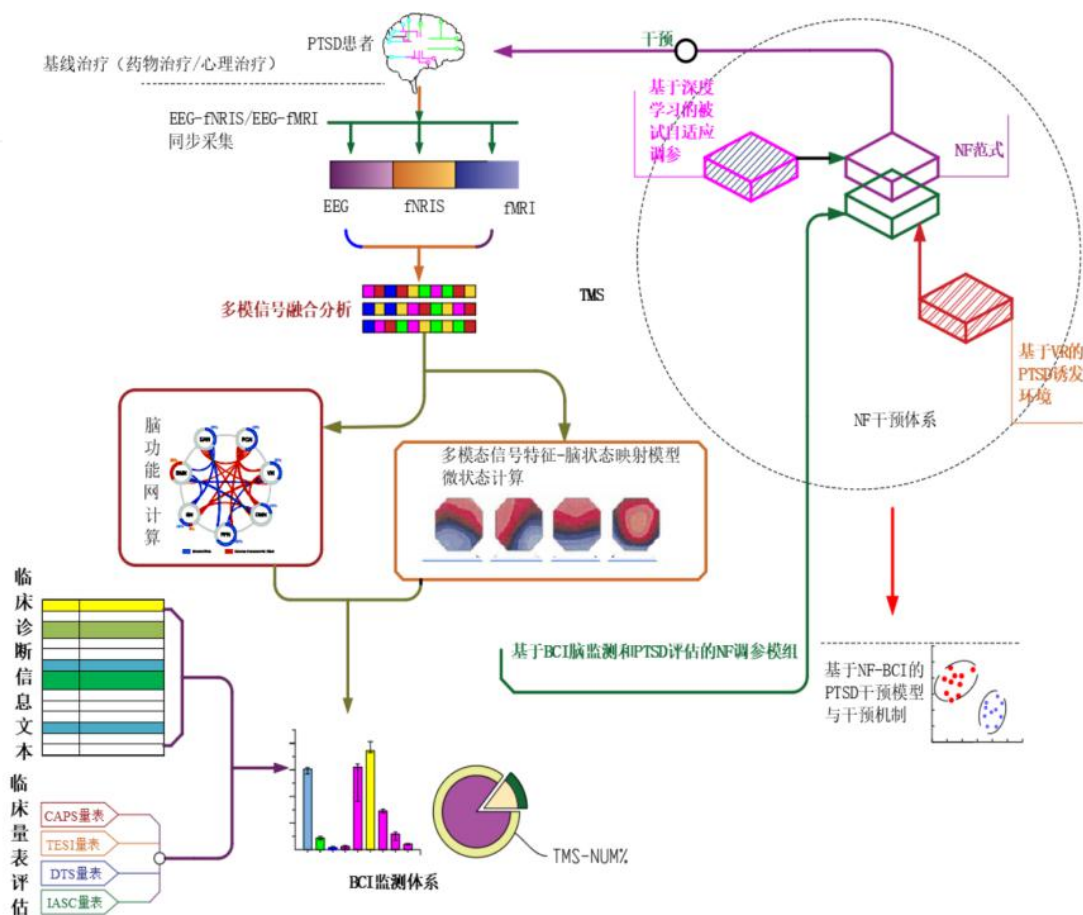 PTSD患者
基线治疗（药物治疗/心理治疗）
EEG-fNRIS/EEG-fMRI
同步采集
EEG
fNRIS
fMRI
多模信号融合分析
TMS
干预
基于深度
学习的被
试自适应
调参
NF范式
基于VR的
PTSD诱发
环境
NF干预体系
脑功能网计算
多模态信号特征-脑状态映射模型
微状态计算
基于BCI脑监测和PTSD评估的NF调参模组
基于NF-BCI的
PTSD干预模型
与干预机制
临床诊断信息文本
临床量表评估
CAPS量表
TESI量表
DTS量表
IASC量表
TMS-NUM%
BCI监测体系